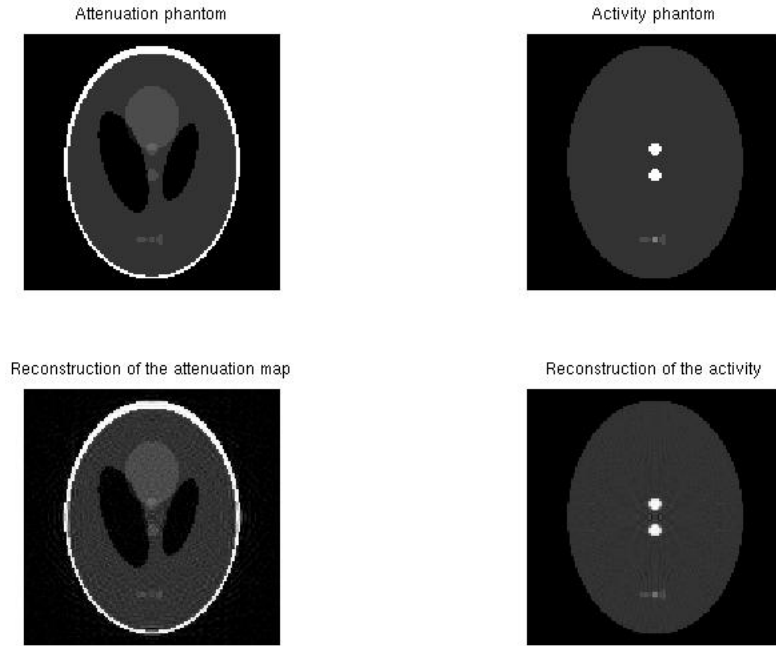 Attenuation phantom
Activity phantom
Reconstruction of the attenuation map
Reconstruction of the activity